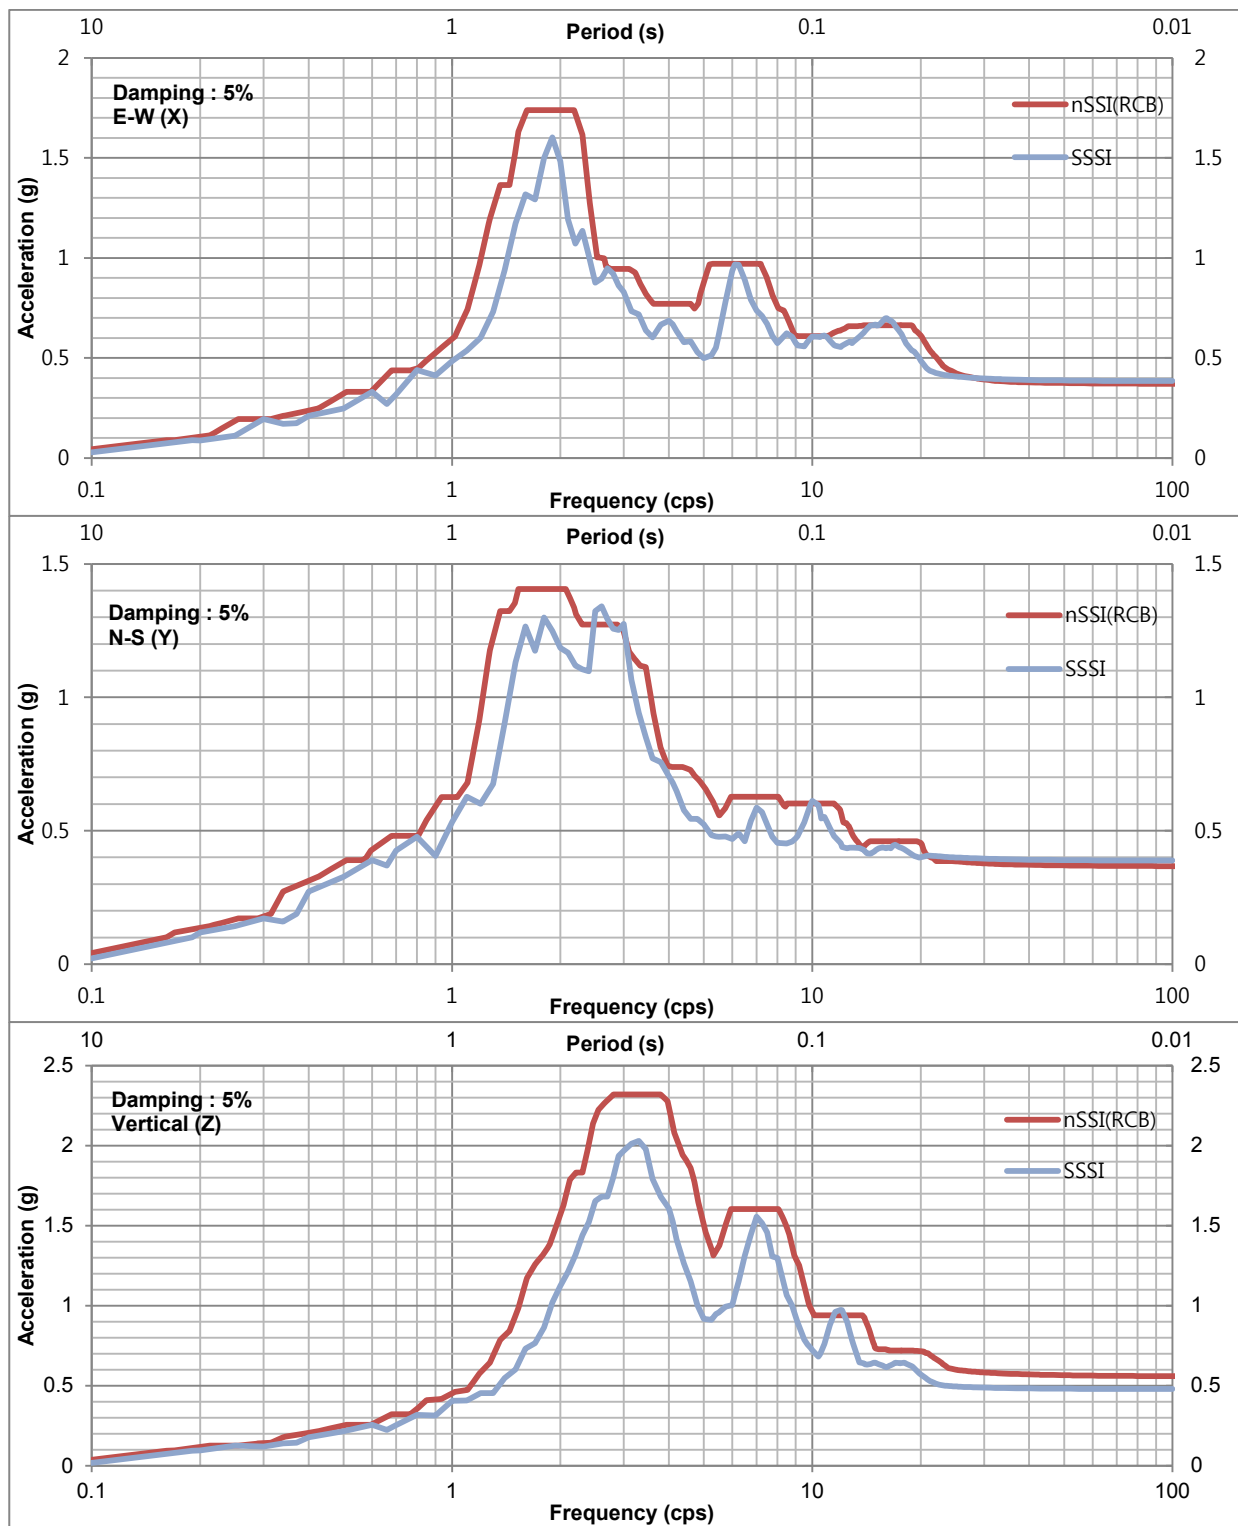 10 1 Period (s) 0.1 0.01
2 2
Damping : 5%
E-W (X)
nSSI(RCB)
SSSI
1.5 1.5
Acceleration (g)
1 1
0.5 0.5
0 0
0.1 1 Frequency (cps) 10 100
10 1 Period (s) 0.1 0.01
1.5 1.5
Damping : 5%
N-S (Y)
nSSI(RCB)
SSSI
Acceleration (g)
1 1
0.5 0.5
0 0
0.1 1 Frequency (cps) 10 100
10 1 Period (s) 0.1 0.01
2.5 2.5
Damping : 5%
Vertical (Z)
nSSI(RCB)
SSSI
2 2
Acceleration (g)
1.5 1.5
1 1
0.5 0.5
0 0
0.1 1 Frequency (cps) 10 100